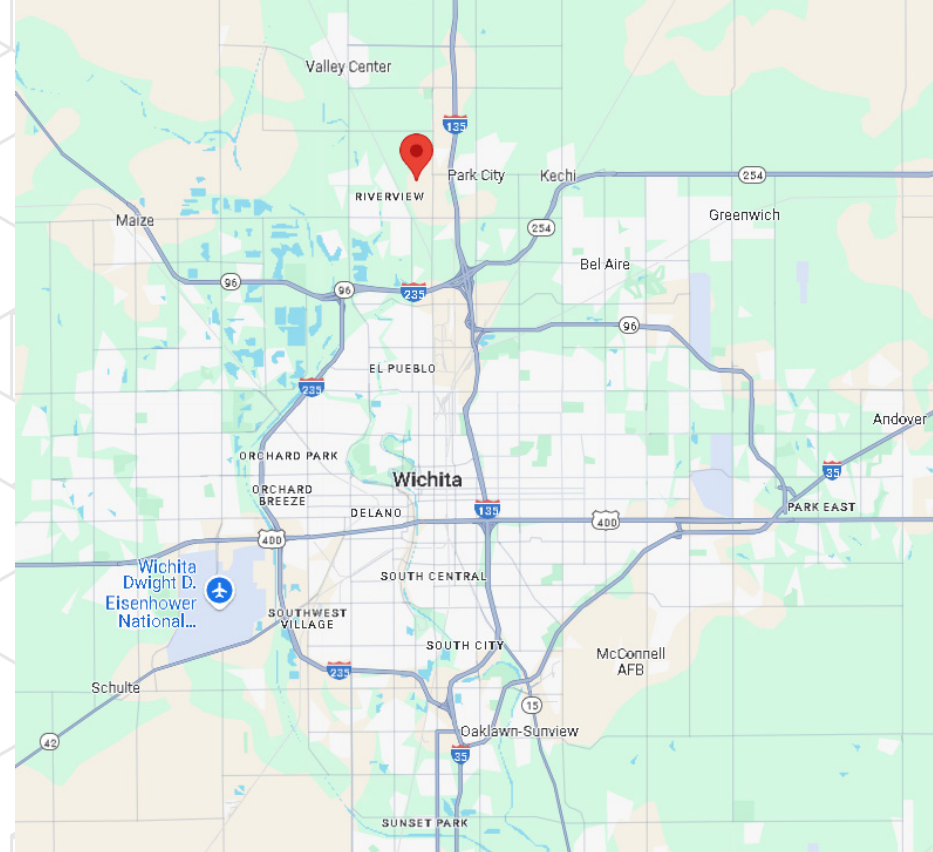 Valley Center
135
Park City
Kechi
254
RIVERVIEW
Greenwich
Maize
254
Bel Aire
96
96
235
96
EL PUEBLO
235
Andover
ORCHARD PARK
35
Wichita
ORCHARD
BREEZE
PARK EAST
DELANO
135
400
400
Wichita
Dwight D.
Eisenhower
National...
SOUTH CENTRAL
SOUTHWEST
VILLAGE
SOUTH CITY
McConnell
AFB
235
Schulte
15
Oaklawn-Sunview
42
35
SUNSET PARK